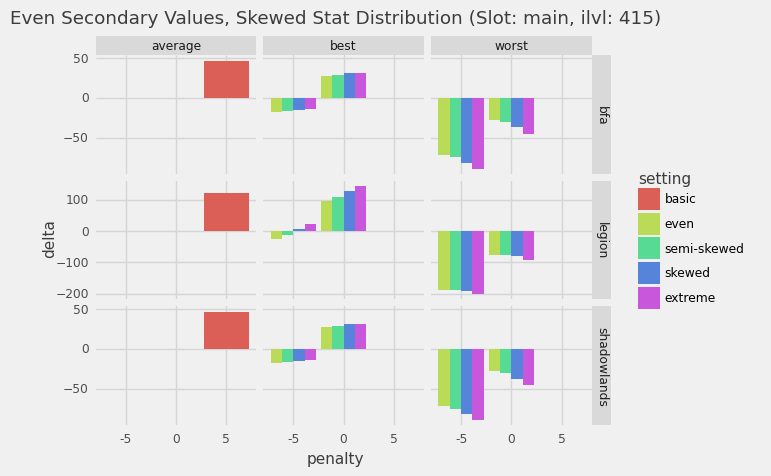 Even Secondary Values, Skewed Stat Distribution (Slot: main, ilvl: 415)
average
best
worst
50
0
−50
bfa
100
0
−100
−200
legion
50
0
−50
shadowlands
delta
-5
0
5
-5
0
5
-5
0
5
penalty
setting
basic
even
semi-skewed
skewed
extreme